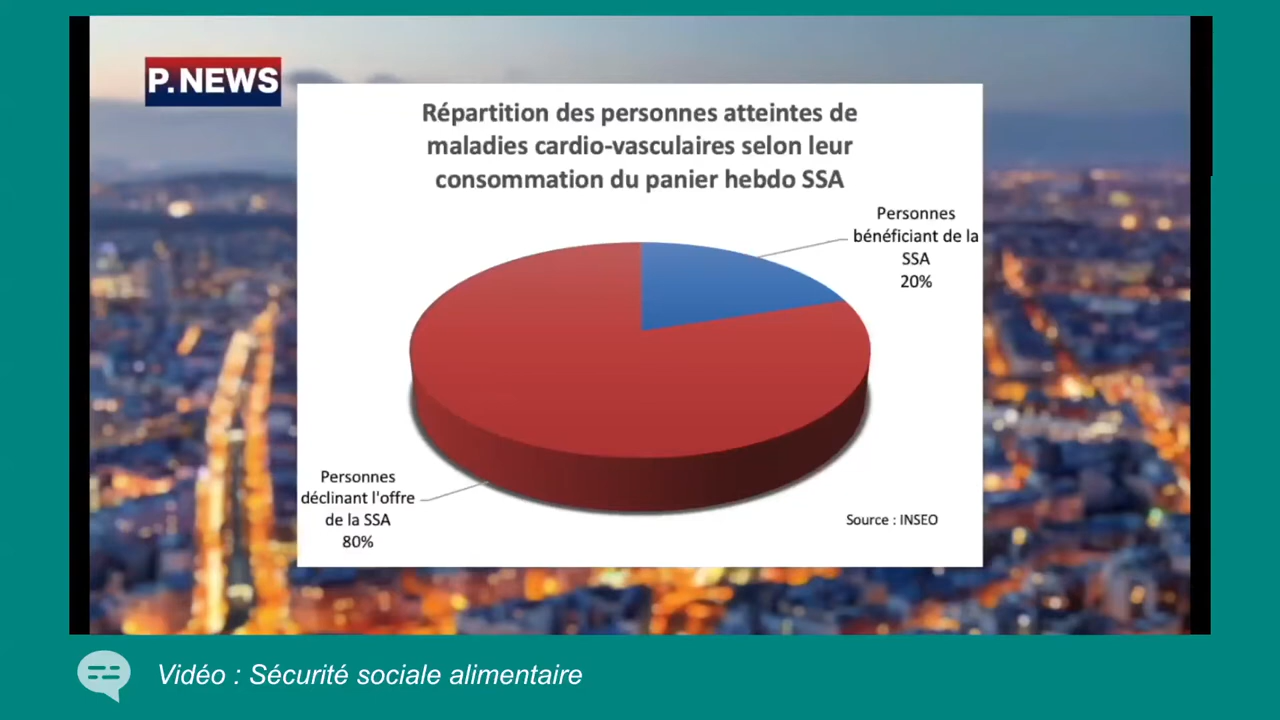 P.NEWS
Répartition des personnes atteintes de
maladies cardio-vasculaires selon leur
consommation du panier hebdo SSA
Personnes
bénéficiant de la
SSA
20%
Personnes
déclinant l'offre
de la SSA
80%
Source : INSEO
Vidéo : Sécurité sociale alimentaire